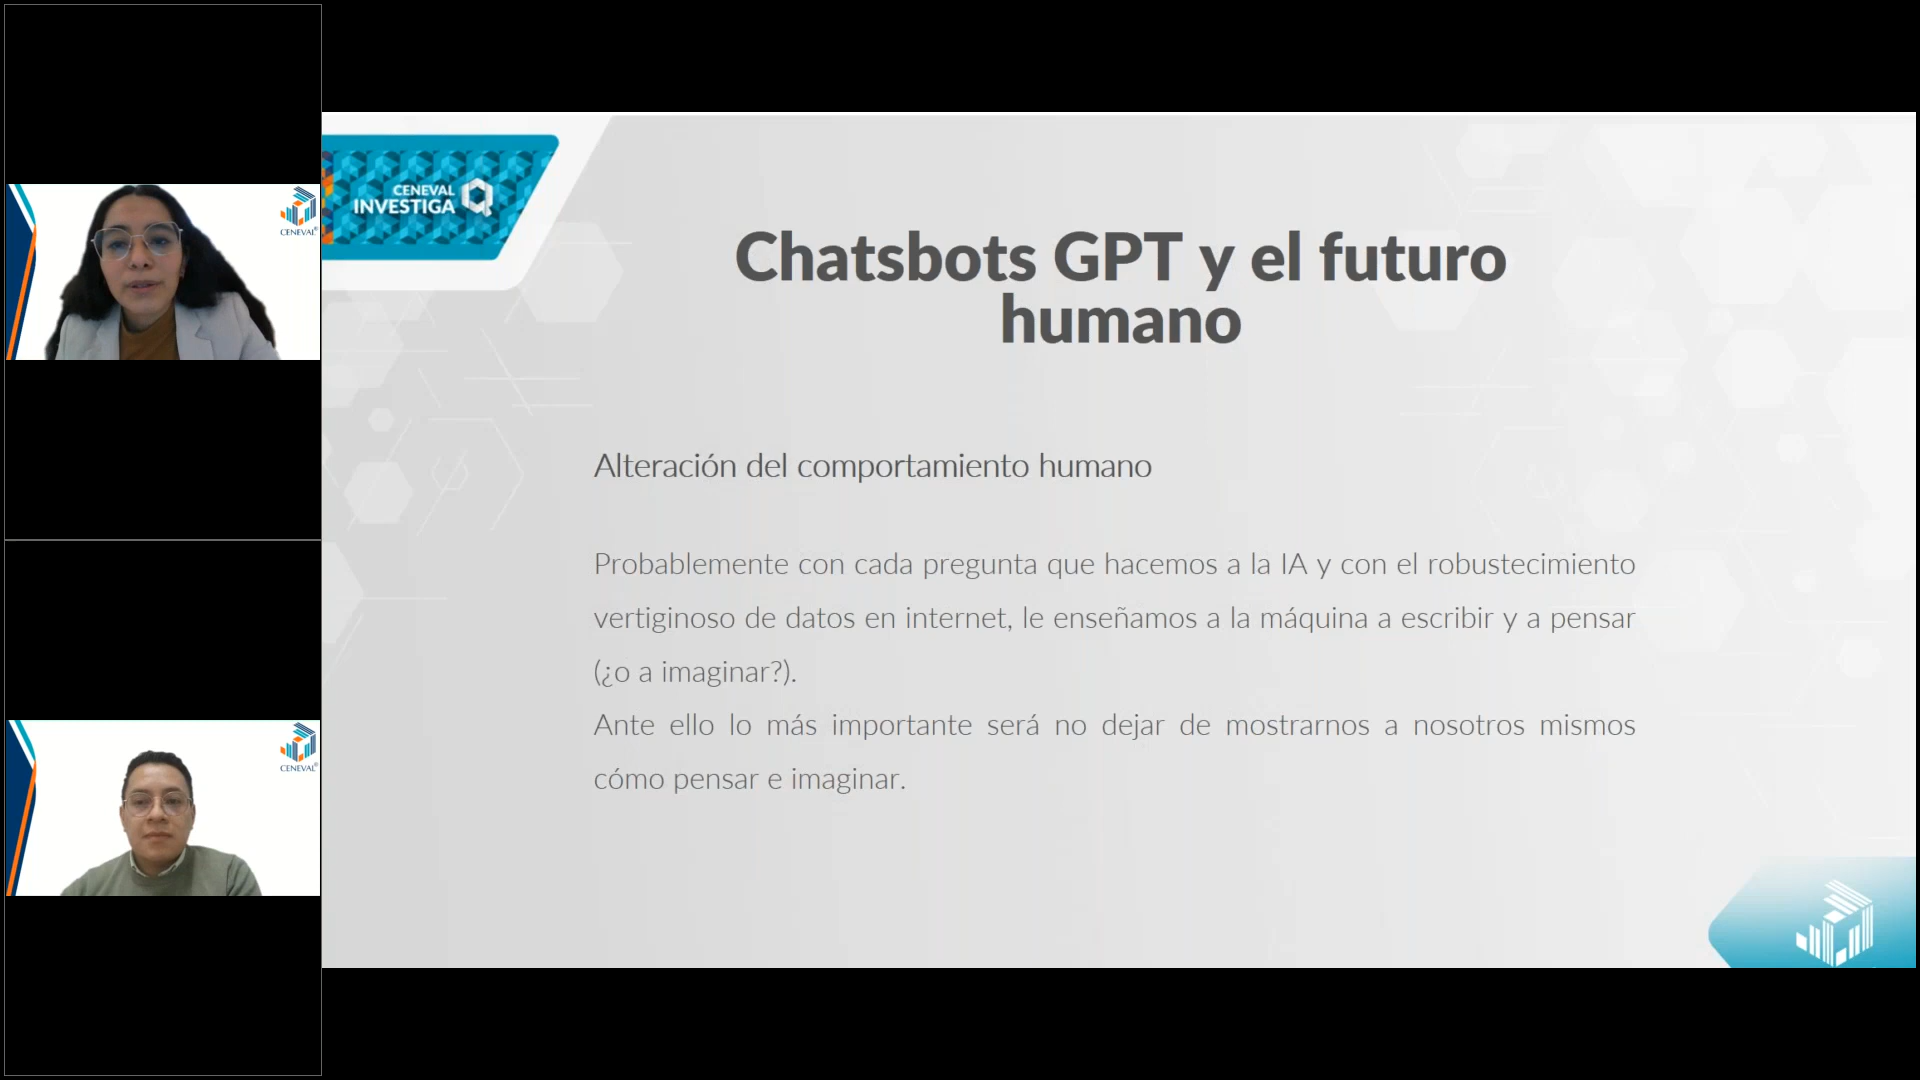 CENEVAL
INVESTIGA
Chatsbots GPT y el futuro
humano
Alteración del comportamiento humano
Probablemente con cada pregunta que hacemos a la IA y con el robustecimiento
vertiginoso de datos en internet, le enseñamos a la máquina a escribir y a pensar
(¿o a imaginar?).
Ante ello lo más importante será no dejar de mostrarnos a nosotros mismos
cómo pensar e imaginar.
CENEVAL®
CENEVAL®